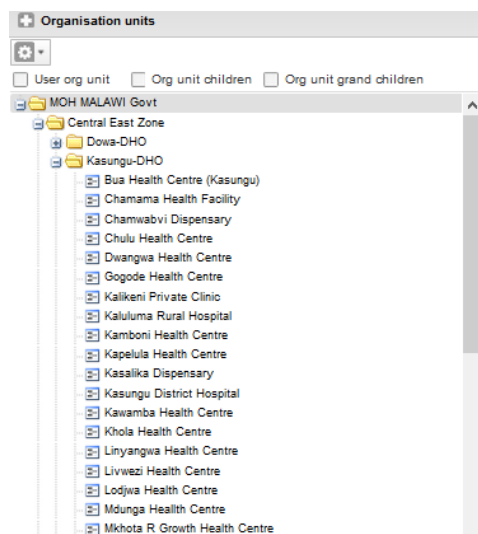 Organisation units
User org unit Org unit children Org unit grand children
MOH MALAWI Govt
Central East Zone
Dowa-DHO
Kasungu-DHO
Bua Health Centre (Kasungu)
Chamama Health Facility
Chamwabvi Dispensary
Chulu Health Centre
Dwangwa Health Centre
Gogode Health Centre
Kalikeni Private Clinic
Kaluluma Rural Hospital
Kamboni Health Centre
Kapelula Health Centre
Kasalika Dispensary
Kasungu District Hospital
Kawamba Health Centre
Khola Health Centre
Linyangwa Health Centre
Livwezi Health Centre
Lodjwa Health Centre
Mdunga Heallth Centre
Mkhota R Growth Health Centre